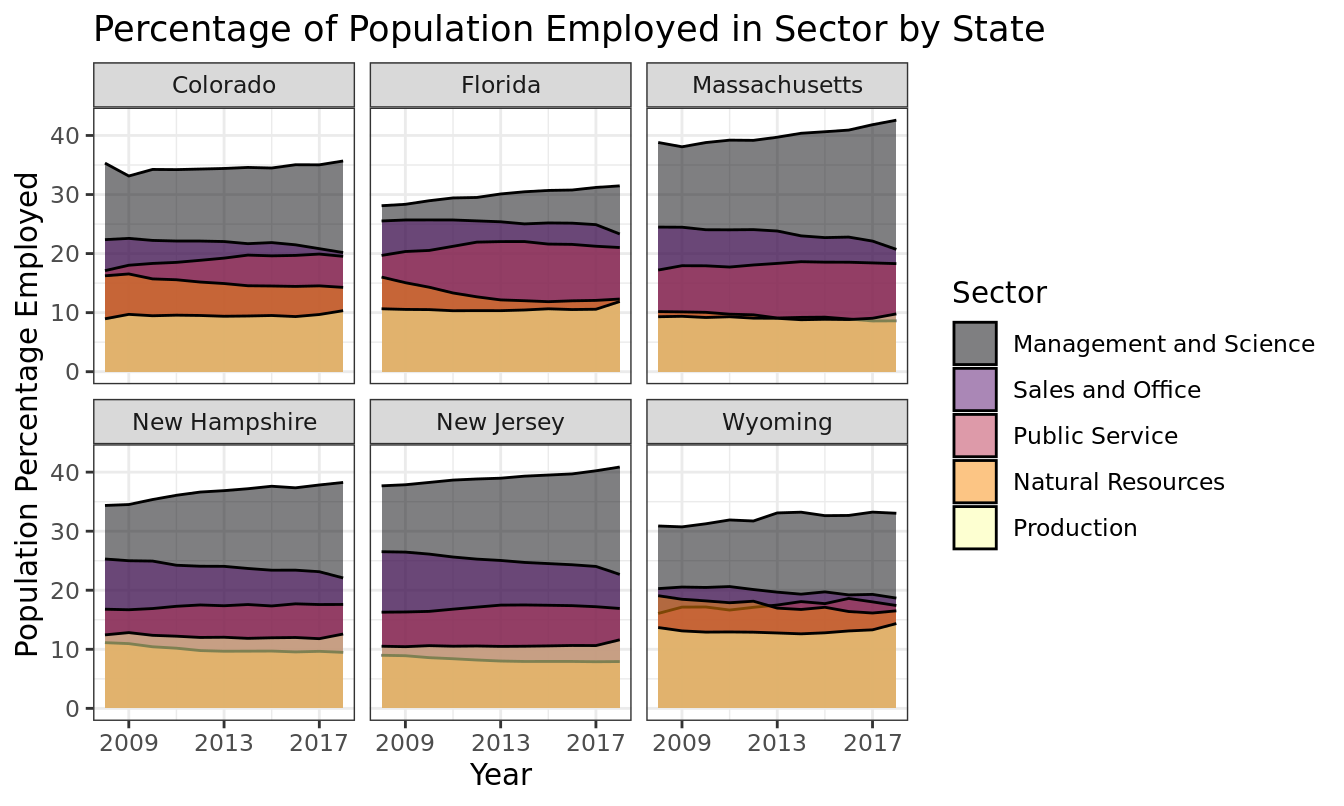 Percentage of Population Employed in Sector by State
Colorado
Florida
Massachusetts
Population Percentage Employed
40
30
20
10
0
New Hampshire
New Jersey
Wyoming
40
30
20
10
0
2009 2013 2017
2009 2013 2017
2009 2013 2017
Year
Sector
Management and Science
Sales and Office
Public Service
Natural Resources
Production